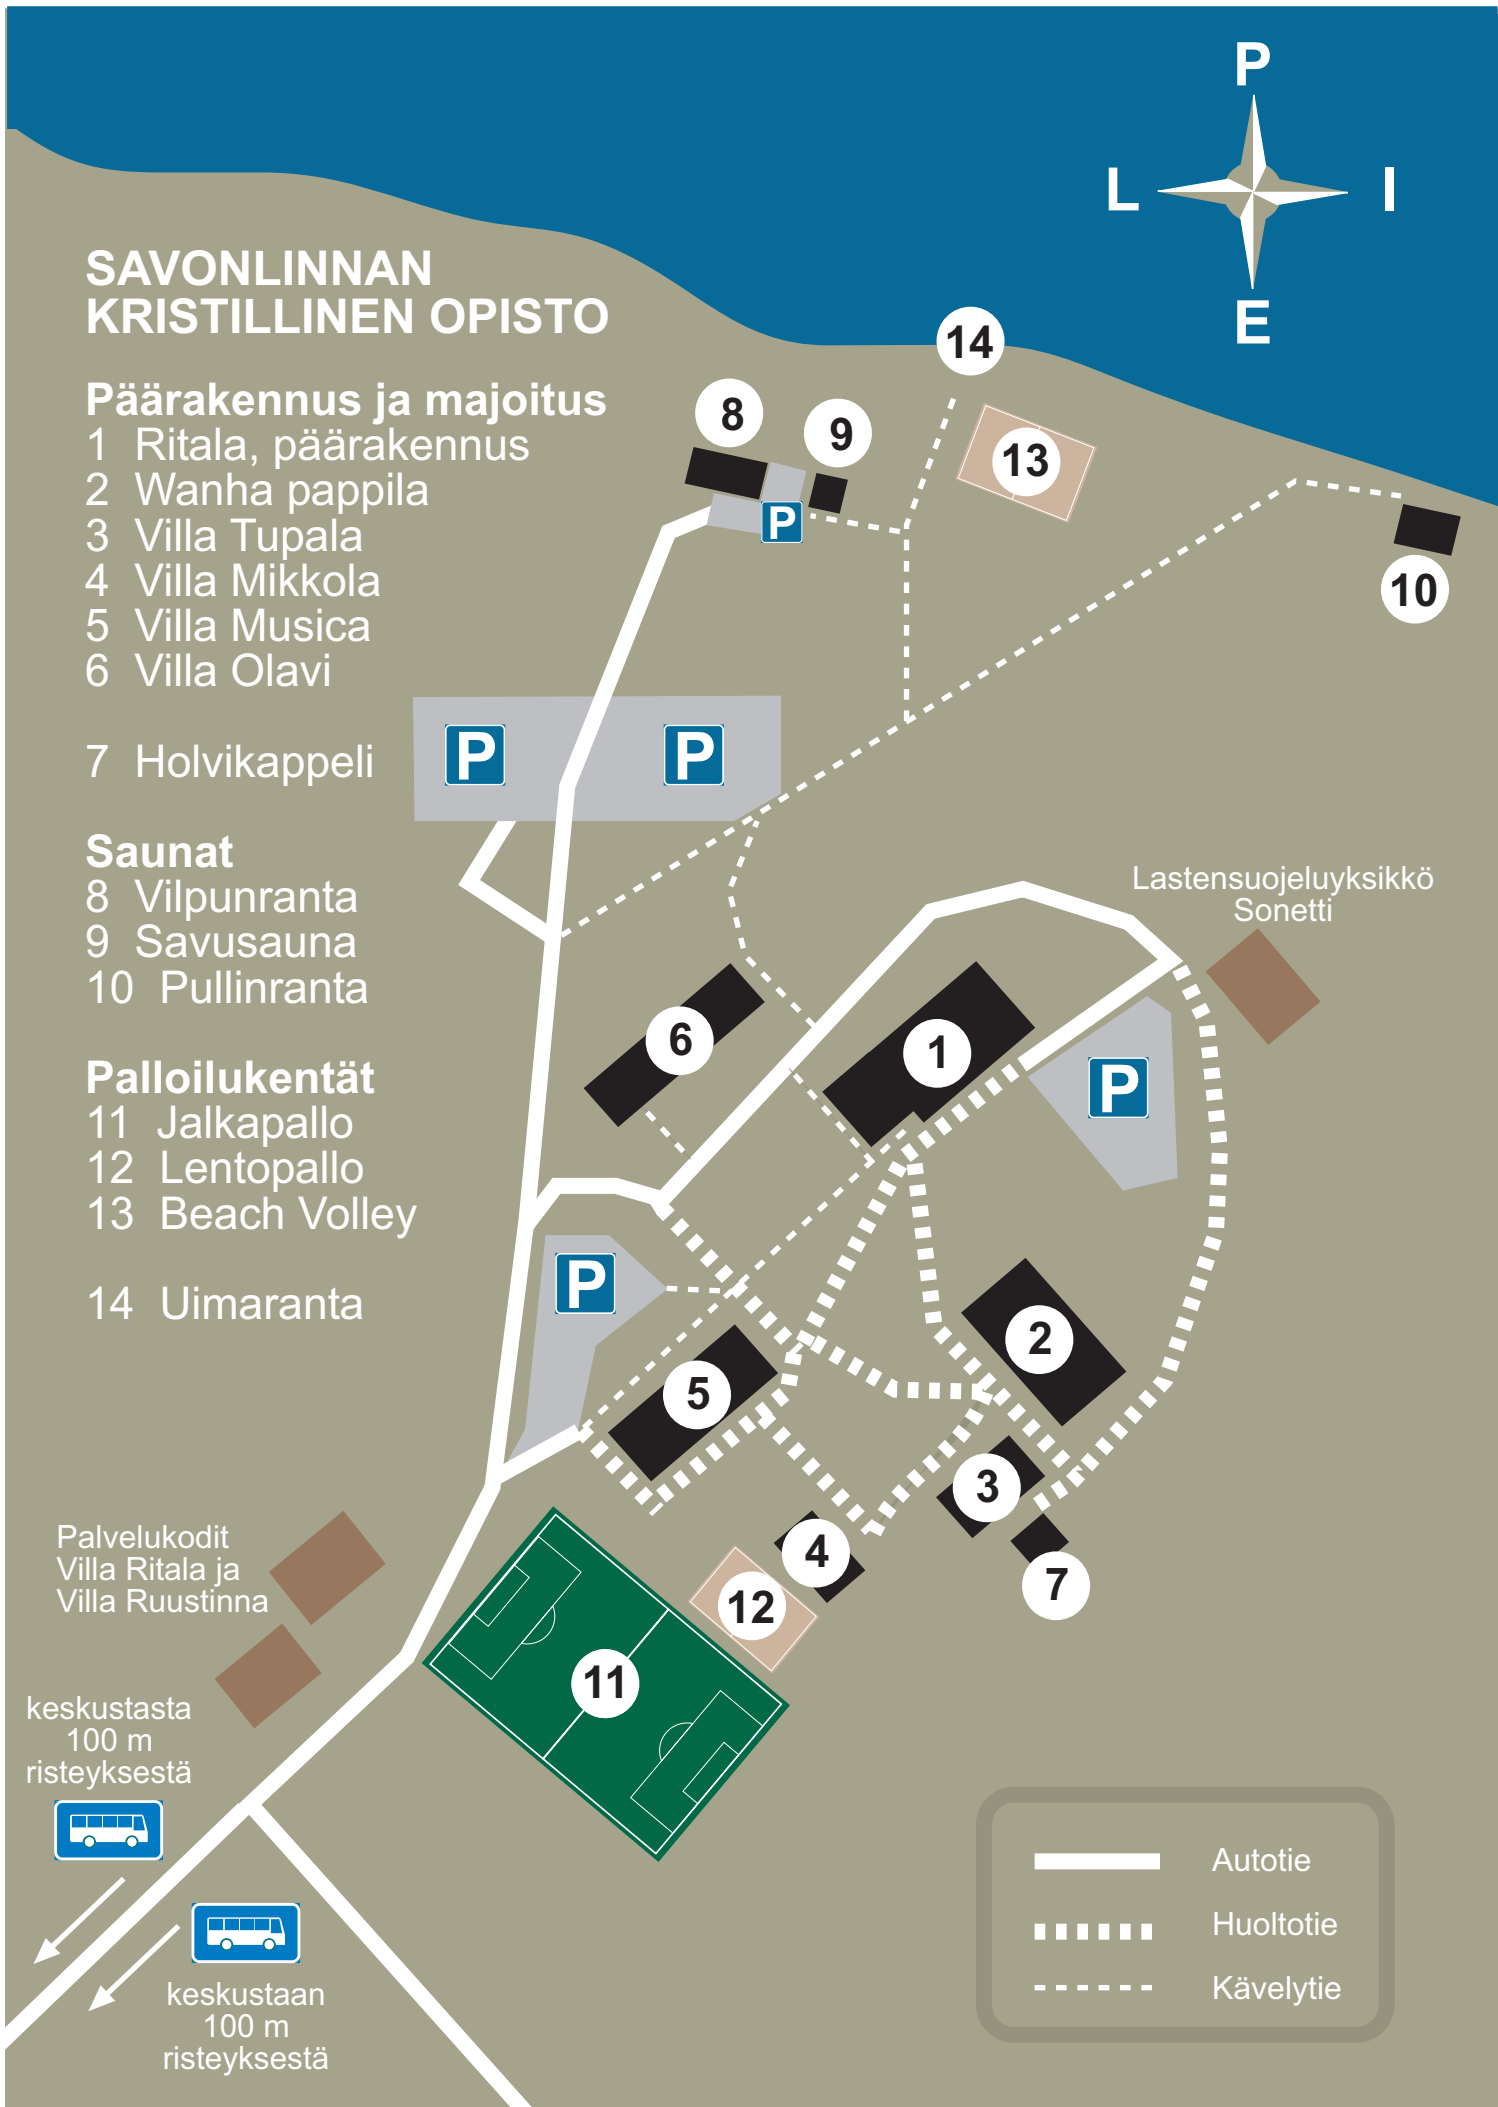 P
L
I
E
SAVONLINNAN
KRISTILLINEN OPISTO
Päärakennus ja majoitus
1 Ritala, päärakennus
2 Wanha pappila
3 Villa Tupala
4 Villa Mikkola
5 Villa Musica
6 Villa Olavi
7 Holvikappeli
Saunat
8 Vilpunranta
9 Savusauna
10 Pullinranta
Palloilukentät
11 Jalkapallo
12 Lentopallo
13 Beach Volley
14 Uimaranta
14
8
9
13
P
10
P
P
Lastensuojeluyksikkö
Sonetti
6
1
P
P
2
5
3
4
7
12
11
Palvelukodit
Villa Ritala ja
Villa Ruustinna
keskustasta
100 m
risteyksestä
keskustaan
100 m
risteyksestä
Autotie
Huoltotie
Kävelytie